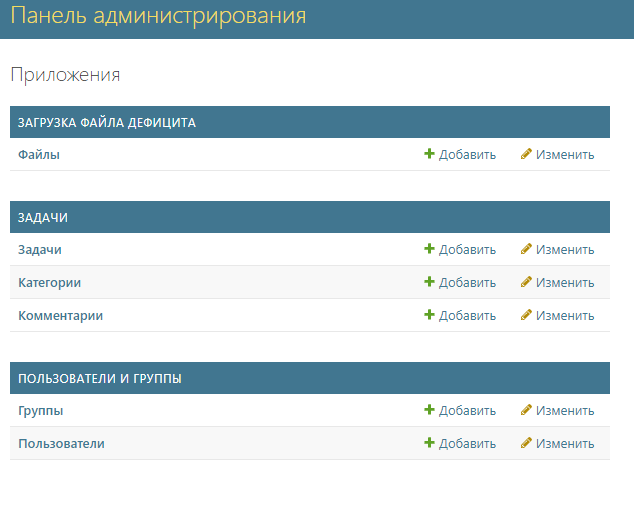 Панель администрирования
Приложения
ЗАГРУЗКА ФАЙЛА ДЕФИЦИТА
Файлы Добавить Изменить
ЗАДАЧИ
Задачи Добавить Изменить
Категории Добавить Изменить
Комментарии Добавить Изменить
ПОЛЬЗОВАТЕЛИ И ГРУППЫ
Группы Добавить Изменить
Пользователи Добавить Изменить